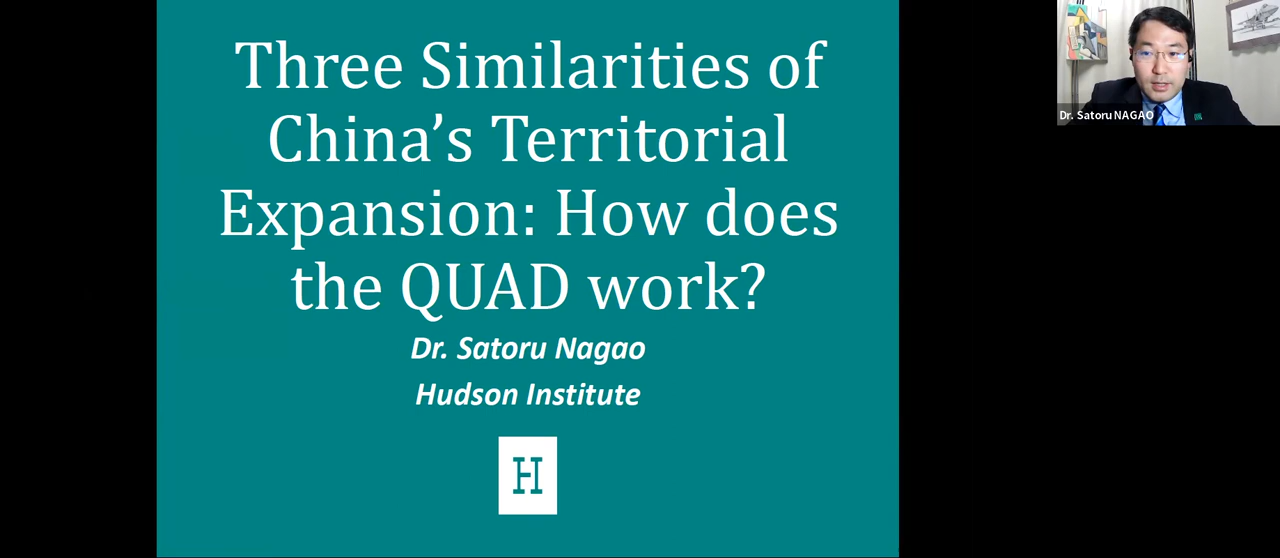 Three Similarities of
China’s Territorial
Expansion: How does
the QUAD work?
Dr. Satoru Nagao
Hudson Institute
H
Dr. Satoru NAGAO